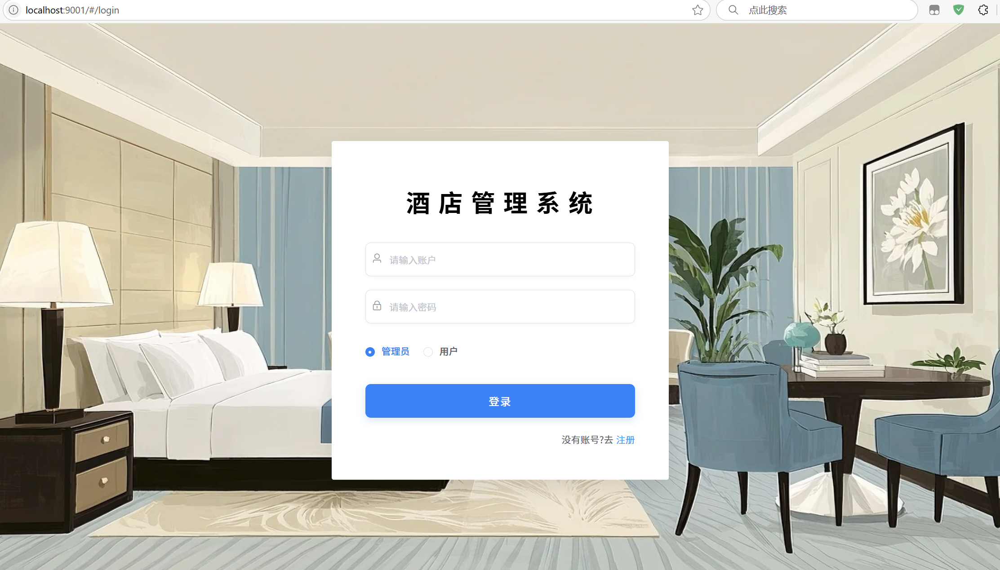 localhost:9001/#/login
点此搜索
酒店管理系统
请输入账户
请输入密码
管理员 用户
登录
没有账号?去 注册